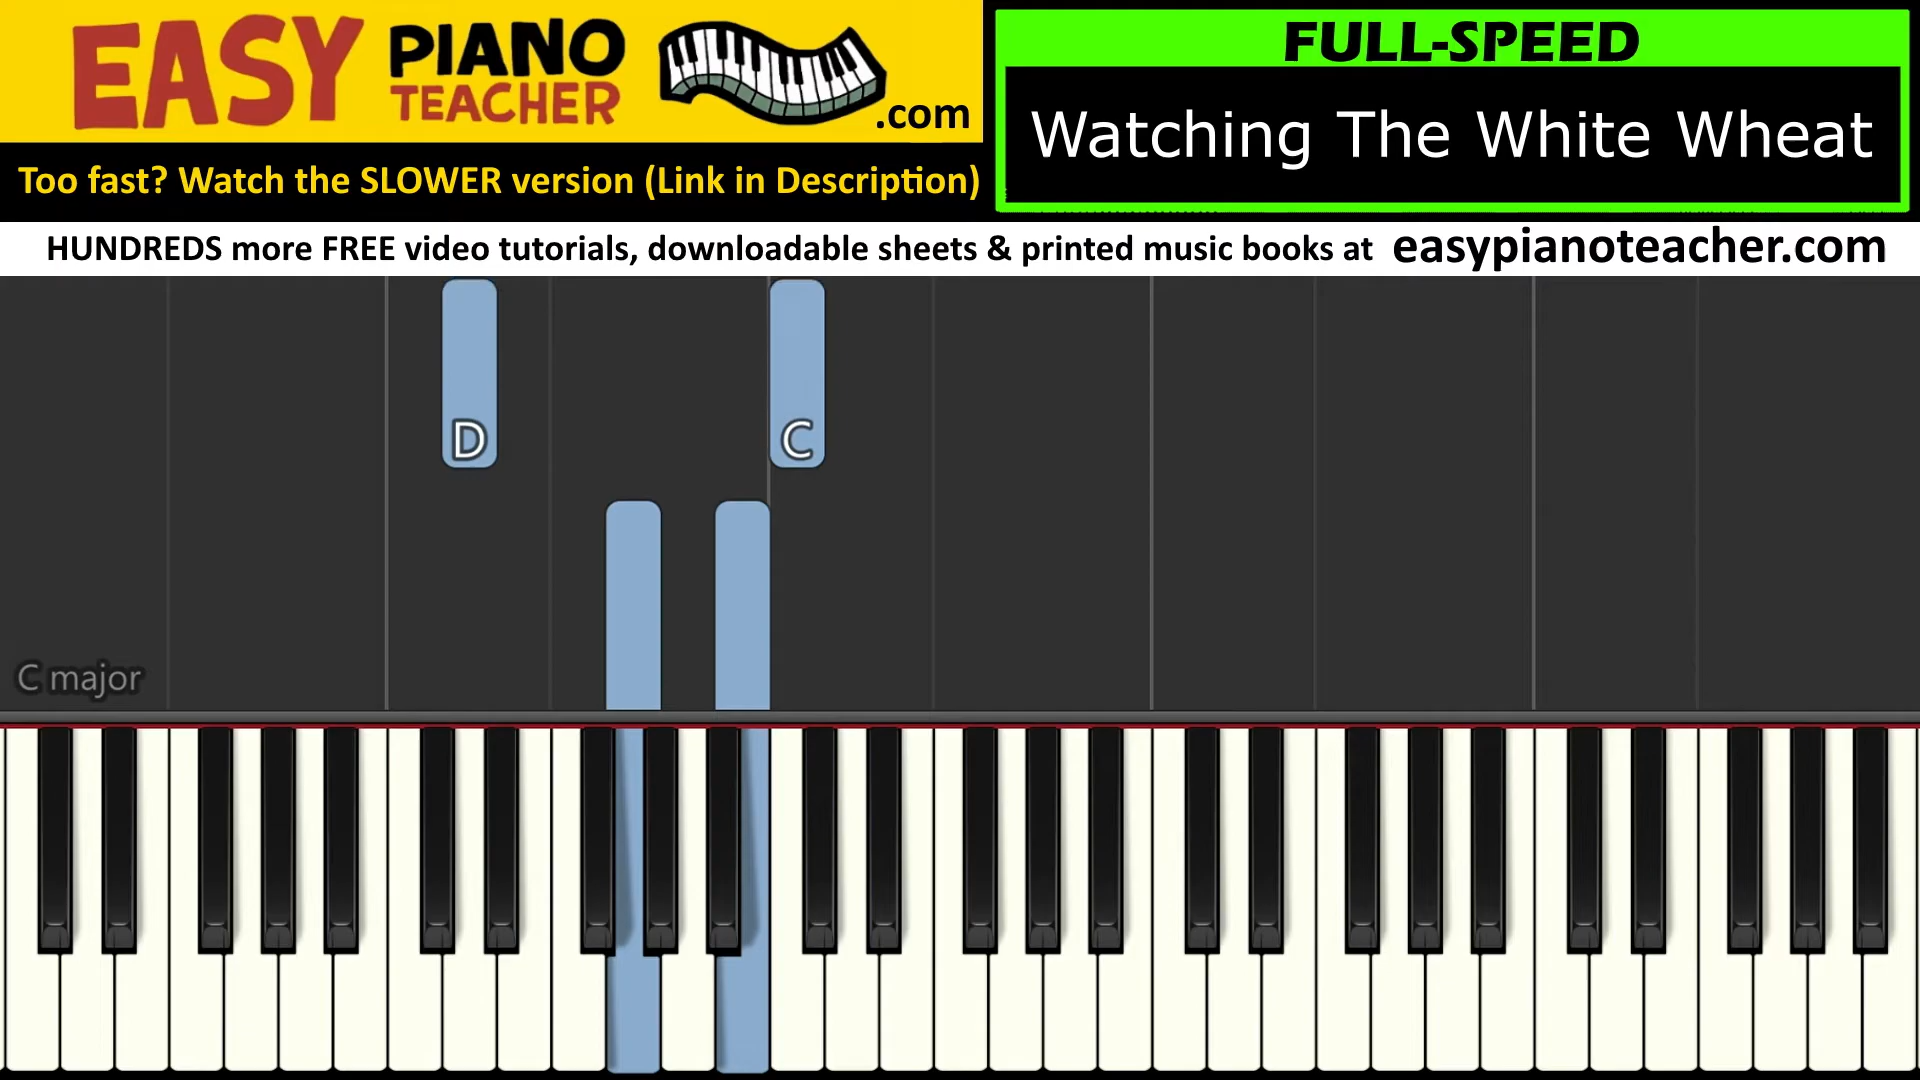 EASY PIANO TEACHER .com
Too fast? Watch the SLOWER version (Link in Description)
FULL-SPEED
Watching The White Wheat
HUNDREDS more FREE video tutorials, downloadable sheets & printed music books at easypianoteacher.com
D C
C major